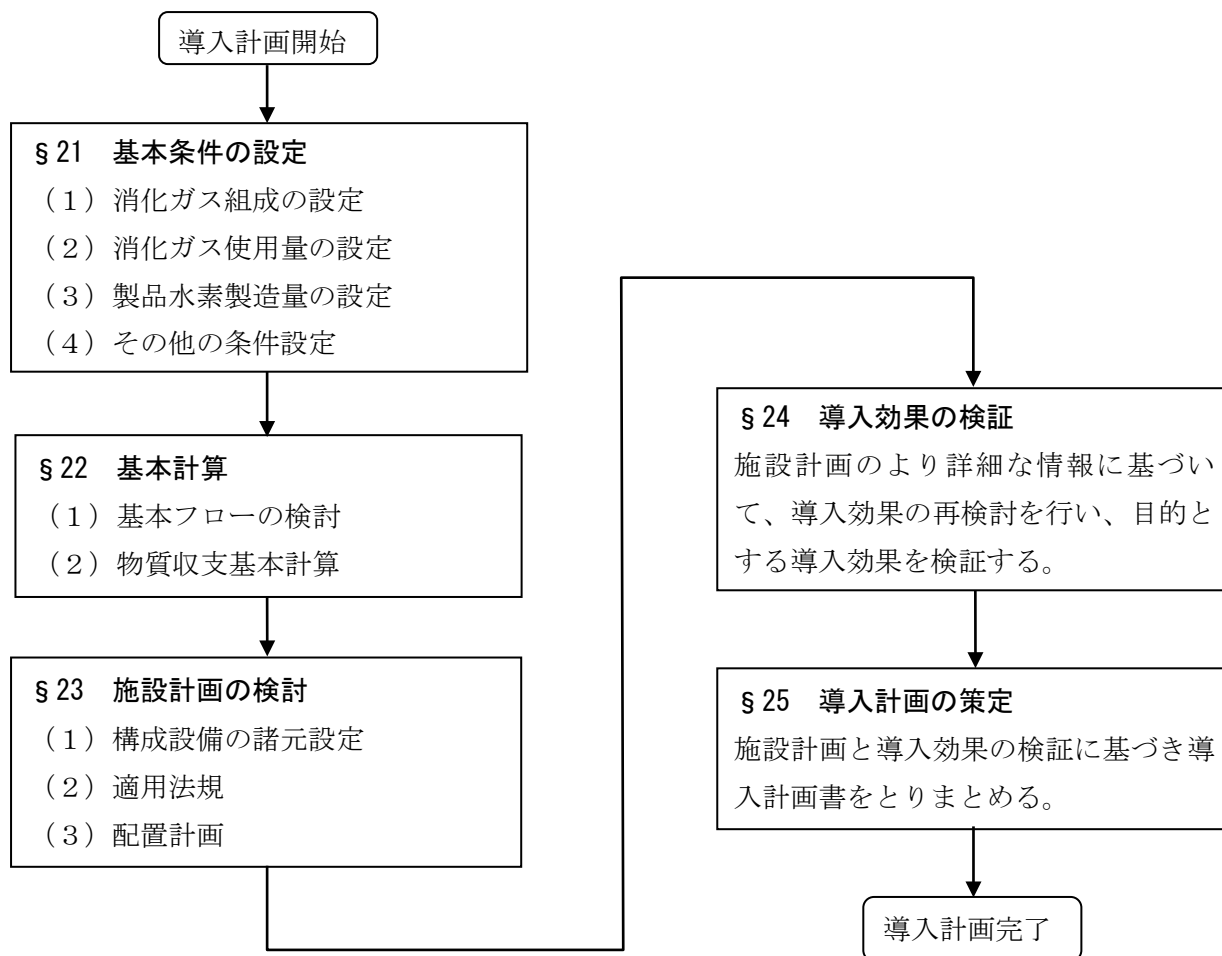 導入計画開始
§21 基本条件の設定
（１）消化ガス組成の設定
（２）消化ガス使用量の設定
（３）製品水素製造量の設定
（４）その他の条件設定
§22 基本計算
（１）基本フローの検討
（２）物質収支基本計算
§23 施設計画の検討
（１）構成設備の諸元設定
（２）適用法規
（３）配置計画
§24 導入効果の検証
施設計画のより詳細な情報に基づい
て、導入効果の再検討を行い、目的と
する導入効果を検証する。
§25 導入計画の策定
施設計画と導入効果の検証に基づき導
入計画書をとりまとめる。
導入計画完了